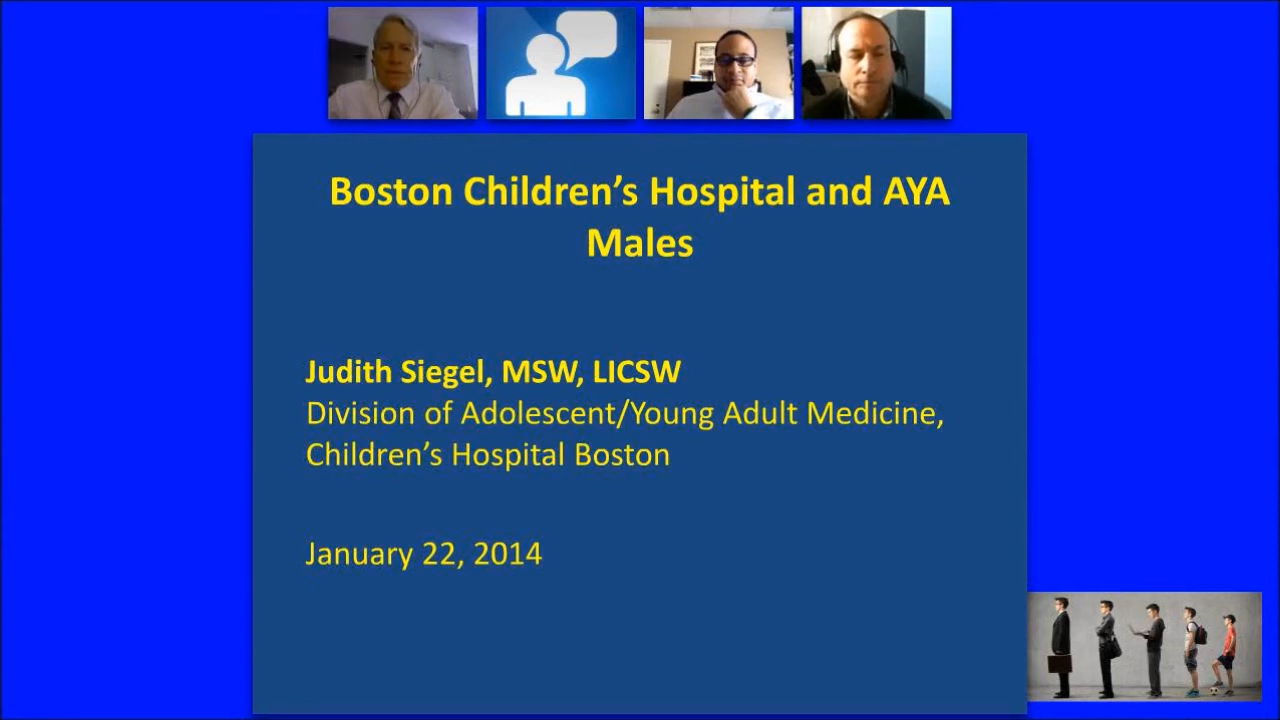 Boston Children’s Hospital and AYA
Males
Judith Siegel, MSW, LICSW
Division of Adolescent/Young Adult Medicine,
Children’s Hospital Boston
January 22, 2014